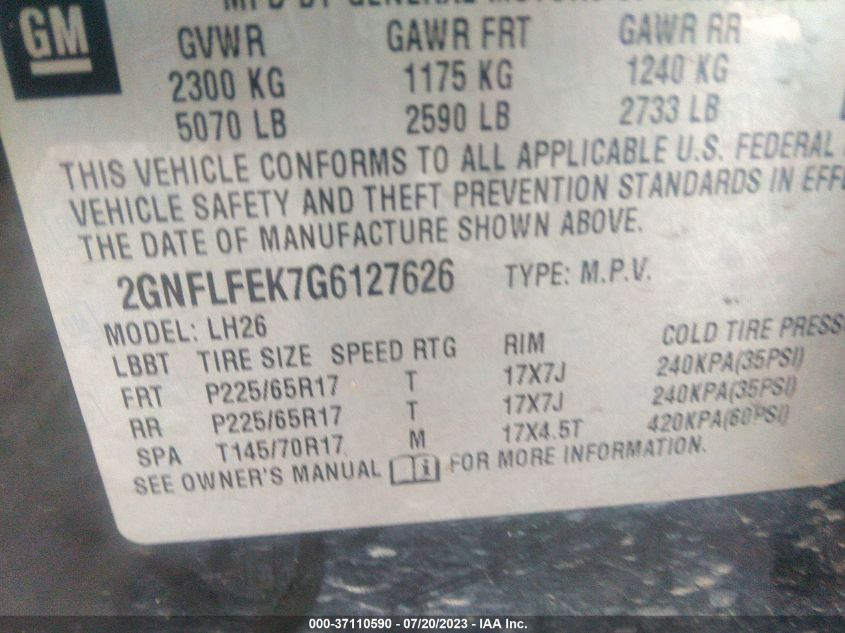 GM
GVWR GAWR FRT GAWR RR
2300 KG 1175 KG 1240 KG
5070 LB 2590 LB 2733 LB
THIS VEHICLE CONFORMS TO ALL APPLICABLE U.S. FEDERAL
VEHICLE SAFETY AND THEFT PREVENTION STANDARDS IN EFF
THE DATE OF MANUFACTURE SHOWN ABOVE.
2GNFLFEK7G6127626 TYPE: M.P.V.
MODEL: LH26
LBBT TIRE SIZE SPEED RTG RIM COLD TIRE PRESS
FRT P225/65R17 T 17X7J 240KPA(35PSI)
RR P225/65R17 T 17X7J 240KPA(35PSI)
SPA T145/70R17 M 17X4.5T 420KPA(60PSI)
SEE OWNER'S MANUAL FOR MORE INFORMATION.
000-37110590 - 07/20/2023 - IAA Inc.